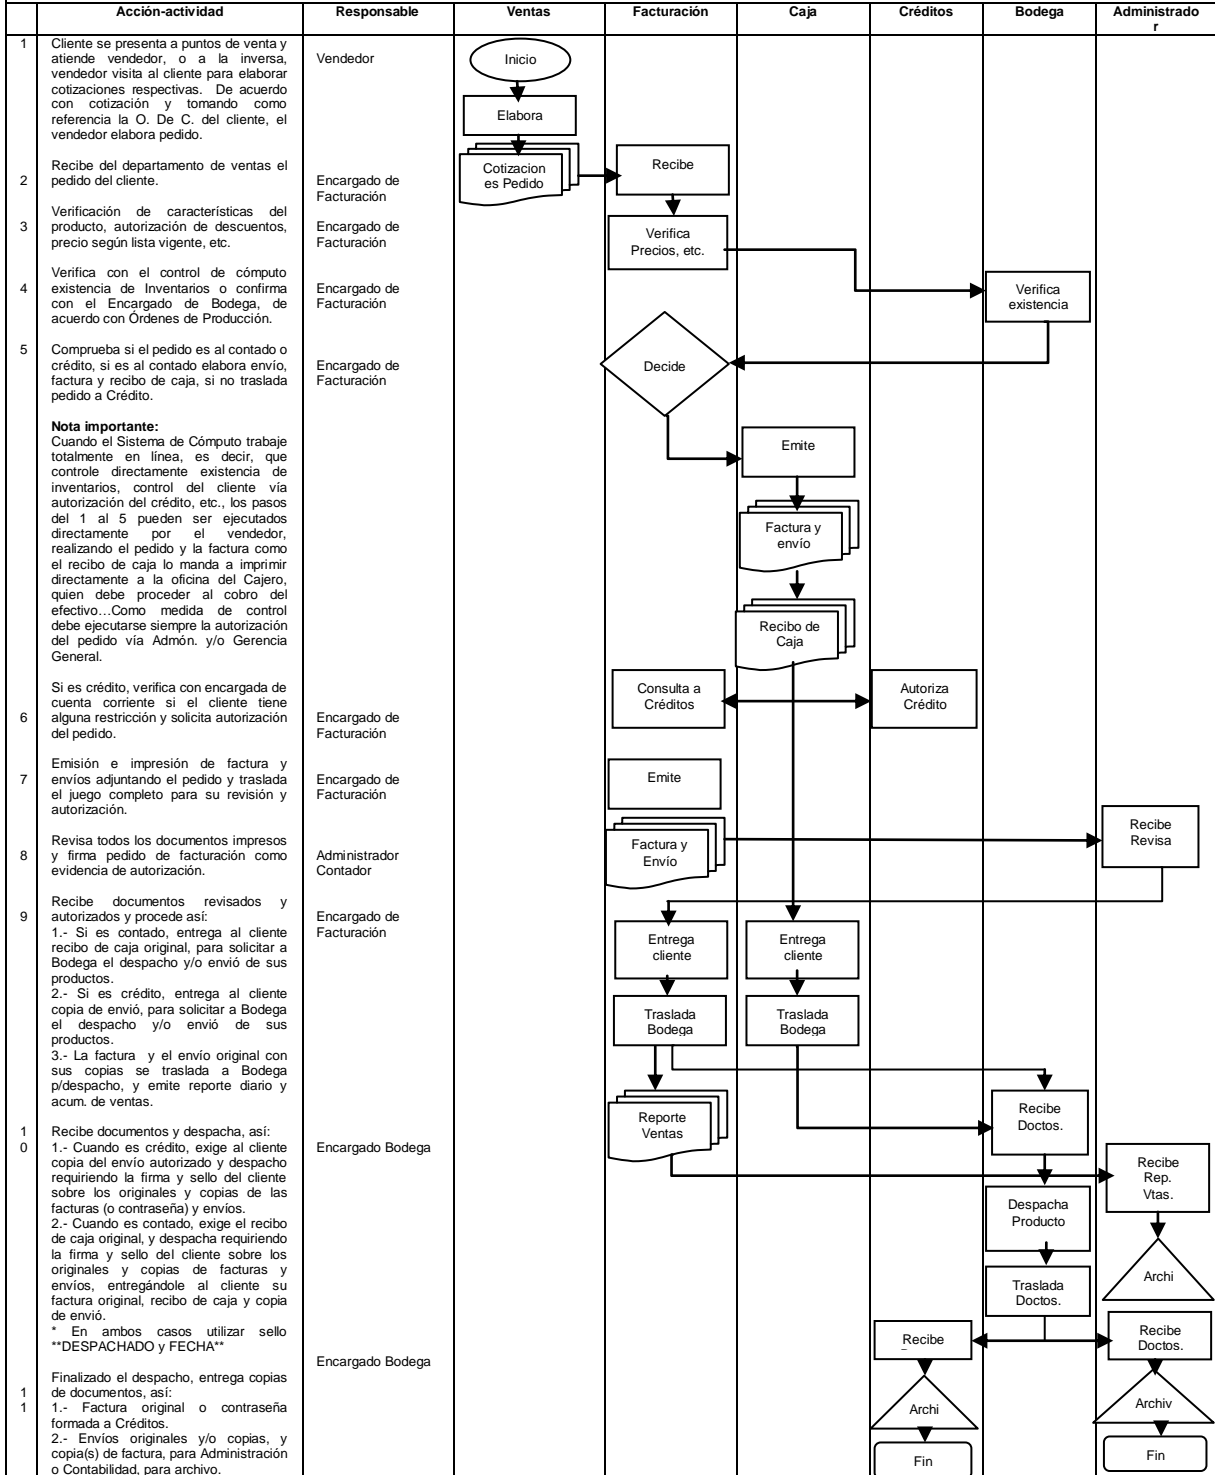 Acción-actividad
Responsable
Ventas
Facturación
Caja
Créditos
Bodega
Administrado
r
1
Cliente se presenta a puntos de venta y
atiende vendedor, o a la inversa,
vendedor visita al cliente para elaborar
cotizaciones respectivas. De acuerdo
con cotización y tomando como
referencia la O. De C. del cliente, el
vendedor elabora pedido.
Vendedor
Inicio
Elabora
Cotizacion
es Pedido
2
Recibe del departamento de ventas el
pedido del cliente.
Encargado de
Facturación
Recibe
3
Verificación de características del
producto, autorización de descuentos,
precio según lista vigente, etc.
Encargado de
Facturación
Verifica
Precios, etc.
4
Verifica con el control de cómputo
existencia de Inventarios o confirma
con el Encargado de Bodega, de
acuerdo con Órdenes de Producción.
Encargado de
Facturación
Verifica
existencia
5
Comprueba si el pedido es al contado o
crédito, si es al contado elabora envío,
factura y recibo de caja, si no traslada
pedido a Crédito.
Encargado de
Facturación
Decide
Nota importante:
Cuando el Sistema de Cómputo trabaje
totalmente en línea, es decir, que
controle directamente existencia de
inventarios, control del cliente vía
autorización del crédito, etc., los pasos
del 1 al 5 pueden ser ejecutados
directamente por el vendedor,
realizando el pedido y la factura como
el recibo de caja lo manda a imprimir
directamente a la oficina del Cajero,
quien debe proceder al cobro del
efectivo...Como medida de control
debe ejecutarse siempre la autorización
del pedido vía Admón. y/o Gerencia
General.
Emite
Factura y
envío
Recibo de
Caja
6
Si es crédito, verifica con encargada de
cuenta corriente si el cliente tiene
alguna restricción y solicita autorización
del pedido.
Encargado de
Facturación
Consulta a
Créditos
Autoriza
Crédito
7
Emisión e impresión de factura y
envíos adjuntando el pedido y traslada
el juego completo para su revisión y
autorización.
Encargado de
Facturación
Emite
8
Revisa todos los documentos impresos
y firma pedido de facturación como
evidencia de autorización.
Administrador
Contador
Factura y
Envío
Recibe
Revisa
9
Recibe documentos revisados y
autorizados y procede así:
1.- Si es contado, entrega al cliente
recibo de caja original, para solicitar a
Bodega el despacho y/o envió de sus
productos.
2.- Si es crédito, entrega al cliente
copia de envió, para solicitar a Bodega
el despacho y/o envió de sus
productos.
3.- La factura y el envío original con
sus copias se traslada a Bodega
p/despacho, y emite reporte diario y
acum. de ventas.
Encargado de
Facturación
Entrega
cliente
Entrega
cliente
Traslada
Bodega
Traslada
Bodega
Reporte
Ventas
Recibe
Doctos.
1
0
Recibe documentos y despacha, así:
1.- Cuando es crédito, exige al cliente
copia del envío autorizado y despacho
requiriendo la firma y sello del cliente
sobre los originales y copias de las
facturas (o contraseña) y envíos.
2.- Cuando es contado, exige el recibo
de caja original, y despacha requiriendo
la firma y sello del cliente sobre los
originales y copias de facturas y
envíos, entregándole al cliente su
factura original, recibo de caja y copia
de envió.
* En ambos casos utilizar sello
**DESPACHADO y FECHA**
Encargado Bodega
Recibe
Rep.
Vtas.
Despacha
Producto
Archi
Traslada
Doctos.
Encargado Bodega
Recibe
Recibe
Doctos.
1
1
Finalizado el despacho, entrega copias
de documentos, así:
1.- Factura original o contraseña
formada a Créditos.
2.- Envíos originales y/o copias, y
copia(s) de factura, para Administración
o Contabilidad, para archivo.
Archi
Archiv
Fin
Fin